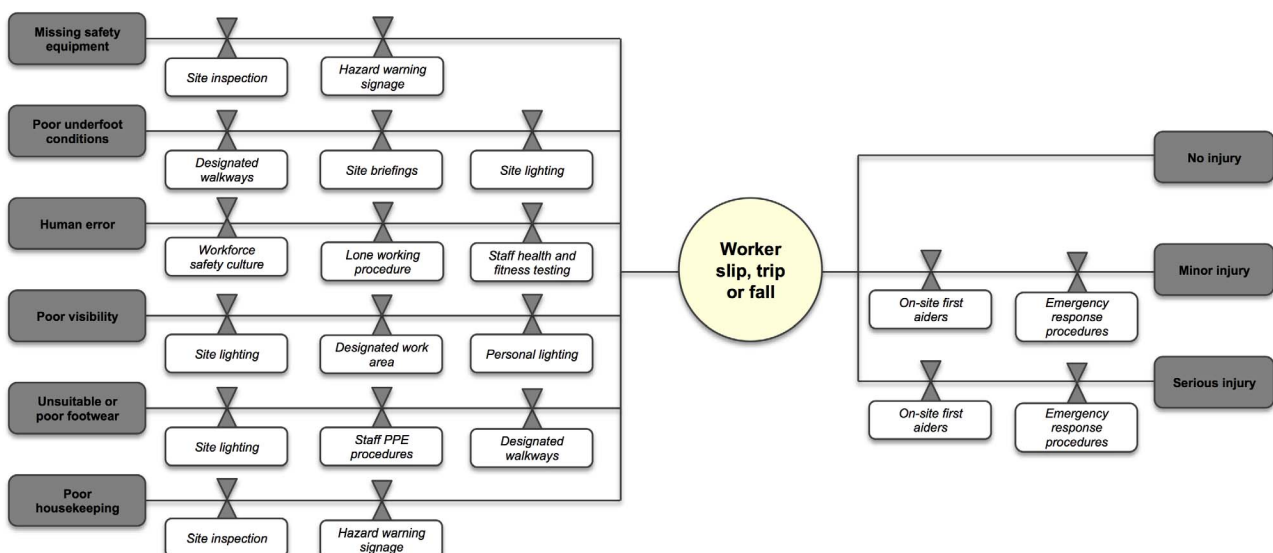 Missing safety
equipment
Site inspection
Hazard warning
signage
Poor underfoot
conditions
Designated
walkways
Site briefings
Site lighting
Human error
Workforce
safety culture
Lone working
procedure
Staff health and
fitness testing
Poor visibility
Site lighting
Designated work
area
Personal lighting
Unsuitable or
poor footwear
Site lighting
Staff PPE
procedures
Designated
walkways
Poor
housekeeping
Site inspection
Hazard warning
signage
Worker
slip, trip
or fall
No injury
On-site first
aiders
Emergency
response
procedures
Minor injury
On-site first
aiders
Emergency
response
procedures
Serious injury